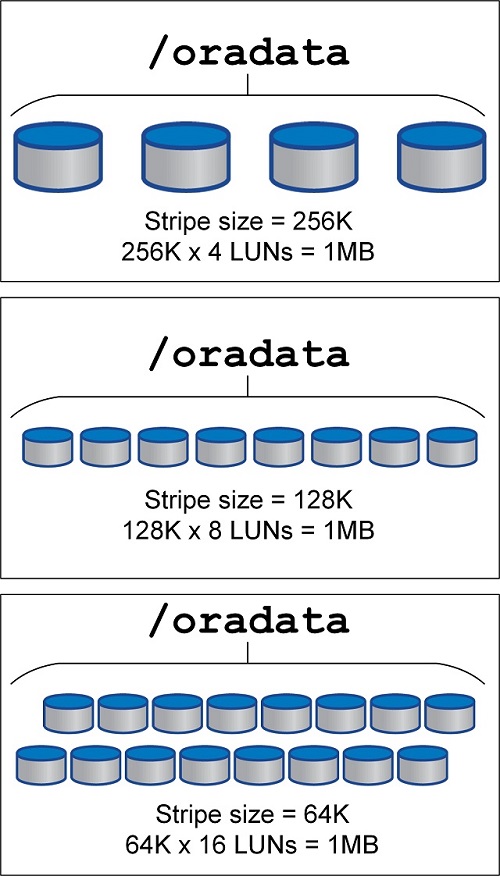 /oradata
Stripe size = 256K
256K x 4 LUNs = 1MB
/oradata
Stripe size = 128K
128K x 8 LUNs = 1MB
/oradata
Stripe size = 64K
64K x 16 LUNs = 1MB